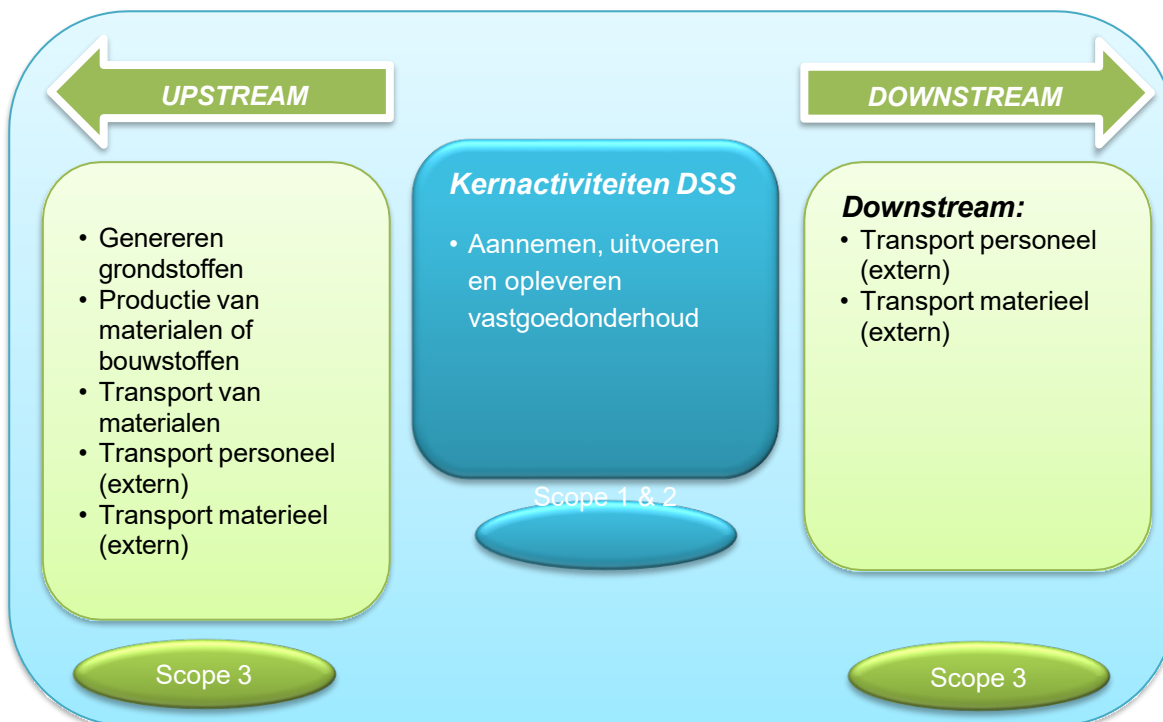 UPSTREAM
• Genereren
grondstoffen
• Productie van
materialen of
bouwstoffen
• Transport van
materialen
• Transport personeel
(extern)
• Transport materieel
(extern)
Scope 3
Kernactiviteiten DSS
• Aannemen, uitvoeren
en opleveren
vastgoedonderhoud
Scope 1 & 2
DOWNSTREAM
Downstream:
• Transport personeel
(extern)
• Transport materieel
(extern)
Scope 3